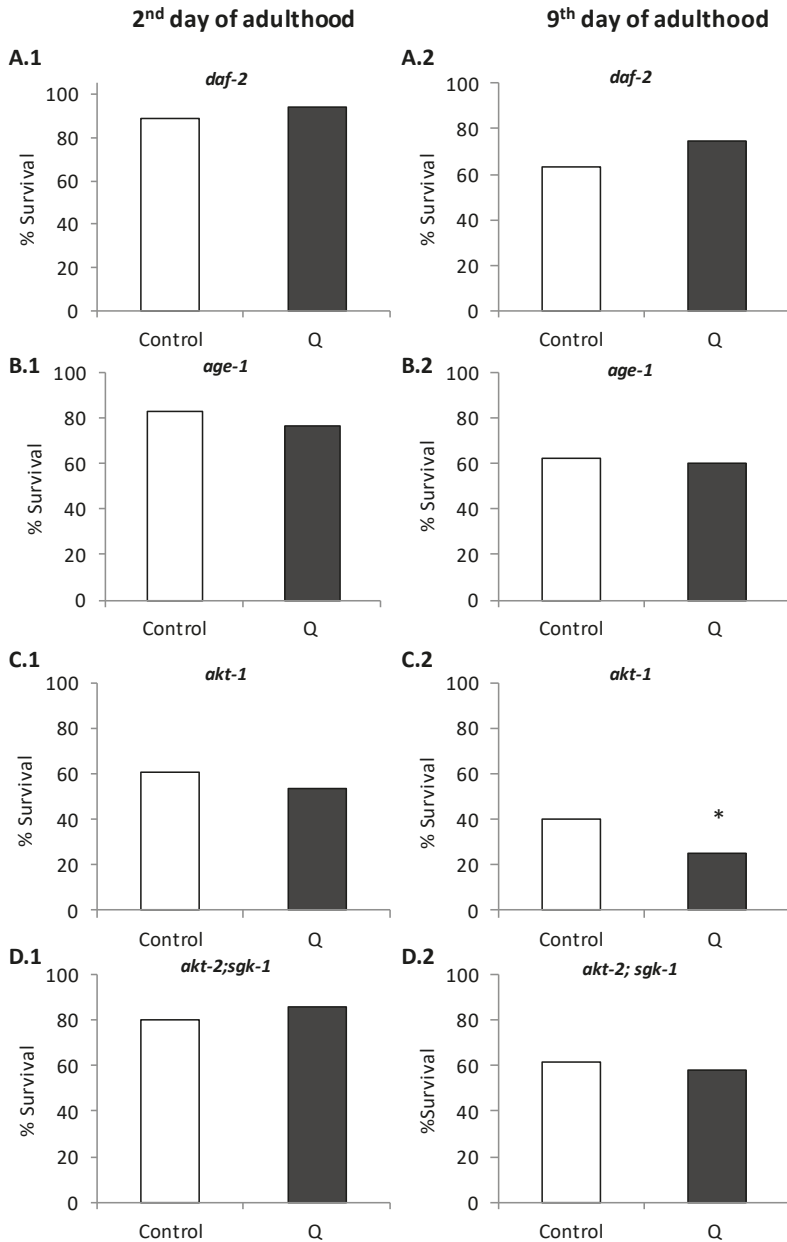 2nd day of adulthood
9th day of adulthood
A.1
daf-2
% Survival
100
80
60
40
20
0
Control Q
A.2
daf-2
% Survival
100
80
60
40
20
0
Control Q
B.1
age-1
% Survival
100
80
60
40
20
0
Control Q
B.2
age-1
% Survival
100
80
60
40
20
0
Control Q
C.1
akt-1
% Survival
100
80
60
40
20
0
Control Q
C.2
akt-1
% Survival
100
80
60
40
20
0
*
Control Q
D.1
akt-2;sgk-1
% Survival
100
80
60
40
20
0
Control Q
D.2
akt-2; sgk-1
%Survival
100
80
60
40
20
0
Control Q